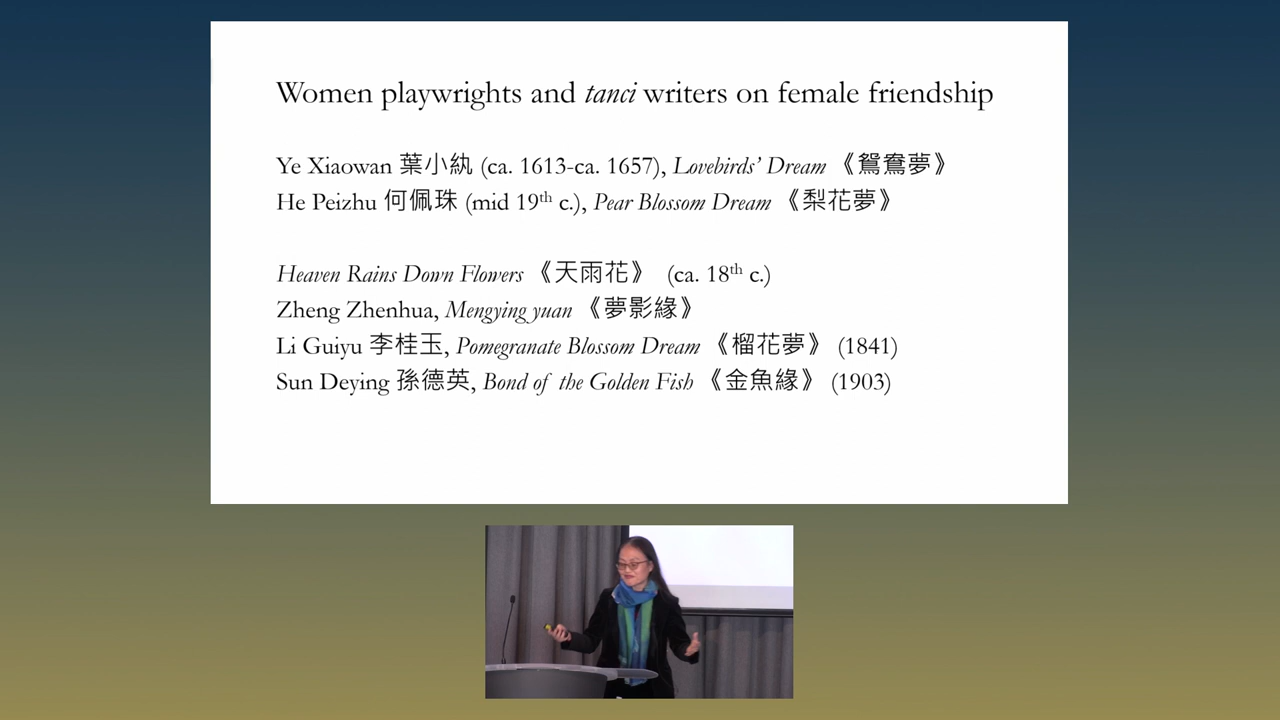 Women playwrights and tanci writers on female friendship
Ye Xiaowan 葉小紈 (ca. 1613-ca. 1657), Lovebirds’ Dream 《鴛鴦夢》
He Peizhu 何佩珠 (mid 19th c.), Pear Blossom Dream 《梨花夢》
Heaven Rains Down Flowers 《天雨花》 (ca. 18th c.)
Zheng Zhenhua, Mengying yuan 《夢影緣》
Li Guiyu 李桂玉, Pomegranate Blossom Dream 《榴花夢》 (1841)
Sun Deying 孫德英, Bond of the Golden Fish 《金魚緣》 (1903)